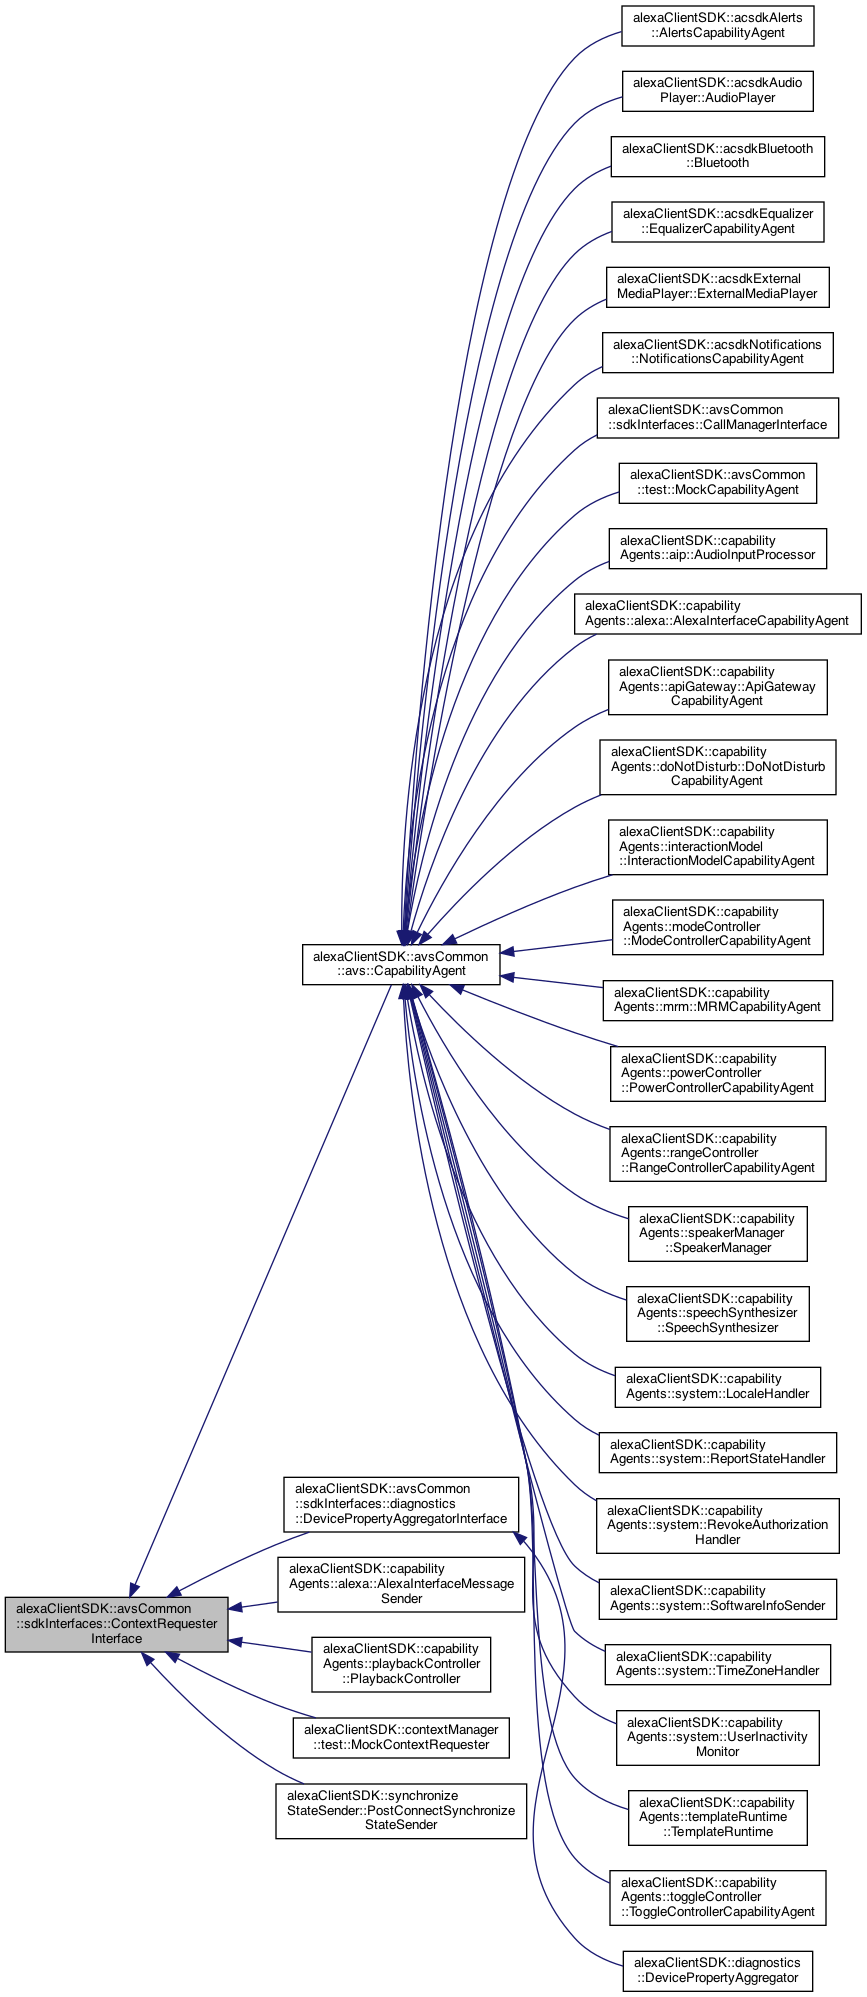 alexaClientSDK::acsdkAlerts
::AlertsCapabilityAgent
alexaClientSDK::acsdkAudio
Player::AudioPlayer
alexaClientSDK::acsdkBluetooth
::Bluetooth
alexaClientSDK::acsdkEqualizer
::EqualizerCapabilityAgent
alexaClientSDK::acsdkExternal
MediaPlayer::ExternalMediaPlayer
alexaClientSDK::acsdkNotifications
::NotificationsCapabilityAgent
alexaClientSDK::avsCommon
::sdkInterfaces::CallManagerInterface
alexaClientSDK::avsCommon
::test::MockCapabilityAgent
alexaClientSDK::capability
Agents::aip::AudioInputProcessor
alexaClientSDK::capability
Agents::alexa::AlexaInterfaceCapabilityAgent
alexaClientSDK::capability
Agents::apiGateway::ApiGateway
CapabilityAgent
alexaClientSDK::capability
Agents::doNotDisturb::DoNotDisturb
CapabilityAgent
alexaClientSDK::capability
Agents::interactionModel
::InteractionModelCapabilityAgent
alexaClientSDK::capability
Agents::modeController
::ModeControllerCapabilityAgent
alexaClientSDK::avsCommon
::avs::CapabilityAgent
alexaClientSDK::capability
Agents::mrm::MRMCapabilityAgent
alexaClientSDK::capability
Agents::powerController
::PowerControllerCapabilityAgent
alexaClientSDK::capability
Agents::rangeController
::RangeControllerCapabilityAgent
alexaClientSDK::capability
Agents::speakerManager
::SpeakerManager
alexaClientSDK::capability
Agents::speechSynthesizer
::SpeechSynthesizer
alexaClientSDK::capability
Agents::system::LocaleHandler
alexaClientSDK::capability
Agents::system::ReportStateHandler
alexaClientSDK::avsCommon
::sdkInterfaces::diagnostics
::DevicePropertyAggregatorInterface
alexaClientSDK::capability
Agents::system::RevokeAuthorization
Handler
alexaClientSDK::capability
Agents::alexa::AlexaInterfaceMessage
Sender
alexaClientSDK::capability
Agents::system::SoftwareInfoSender
alexaClientSDK::avsCommon
::sdkInterfaces::ContextRequester
Interface
alexaClientSDK::capability
Agents::playbackController
::PlaybackController
alexaClientSDK::capability
Agents::system::TimeZoneHandler
alexaClientSDK::contextManager
::test::MockContextRequester
alexaClientSDK::capability
Agents::system::UserInactivity
Monitor
alexaClientSDK::synchronize
StateSender::PostConnectSynchronize
StateSender
alexaClientSDK::capability
Agents::templateRuntime
::TemplateRuntime
alexaClientSDK::capability
Agents::toggleController
::ToggleControllerCapabilityAgent
alexaClientSDK::diagnostics
::DevicePropertyAggregator